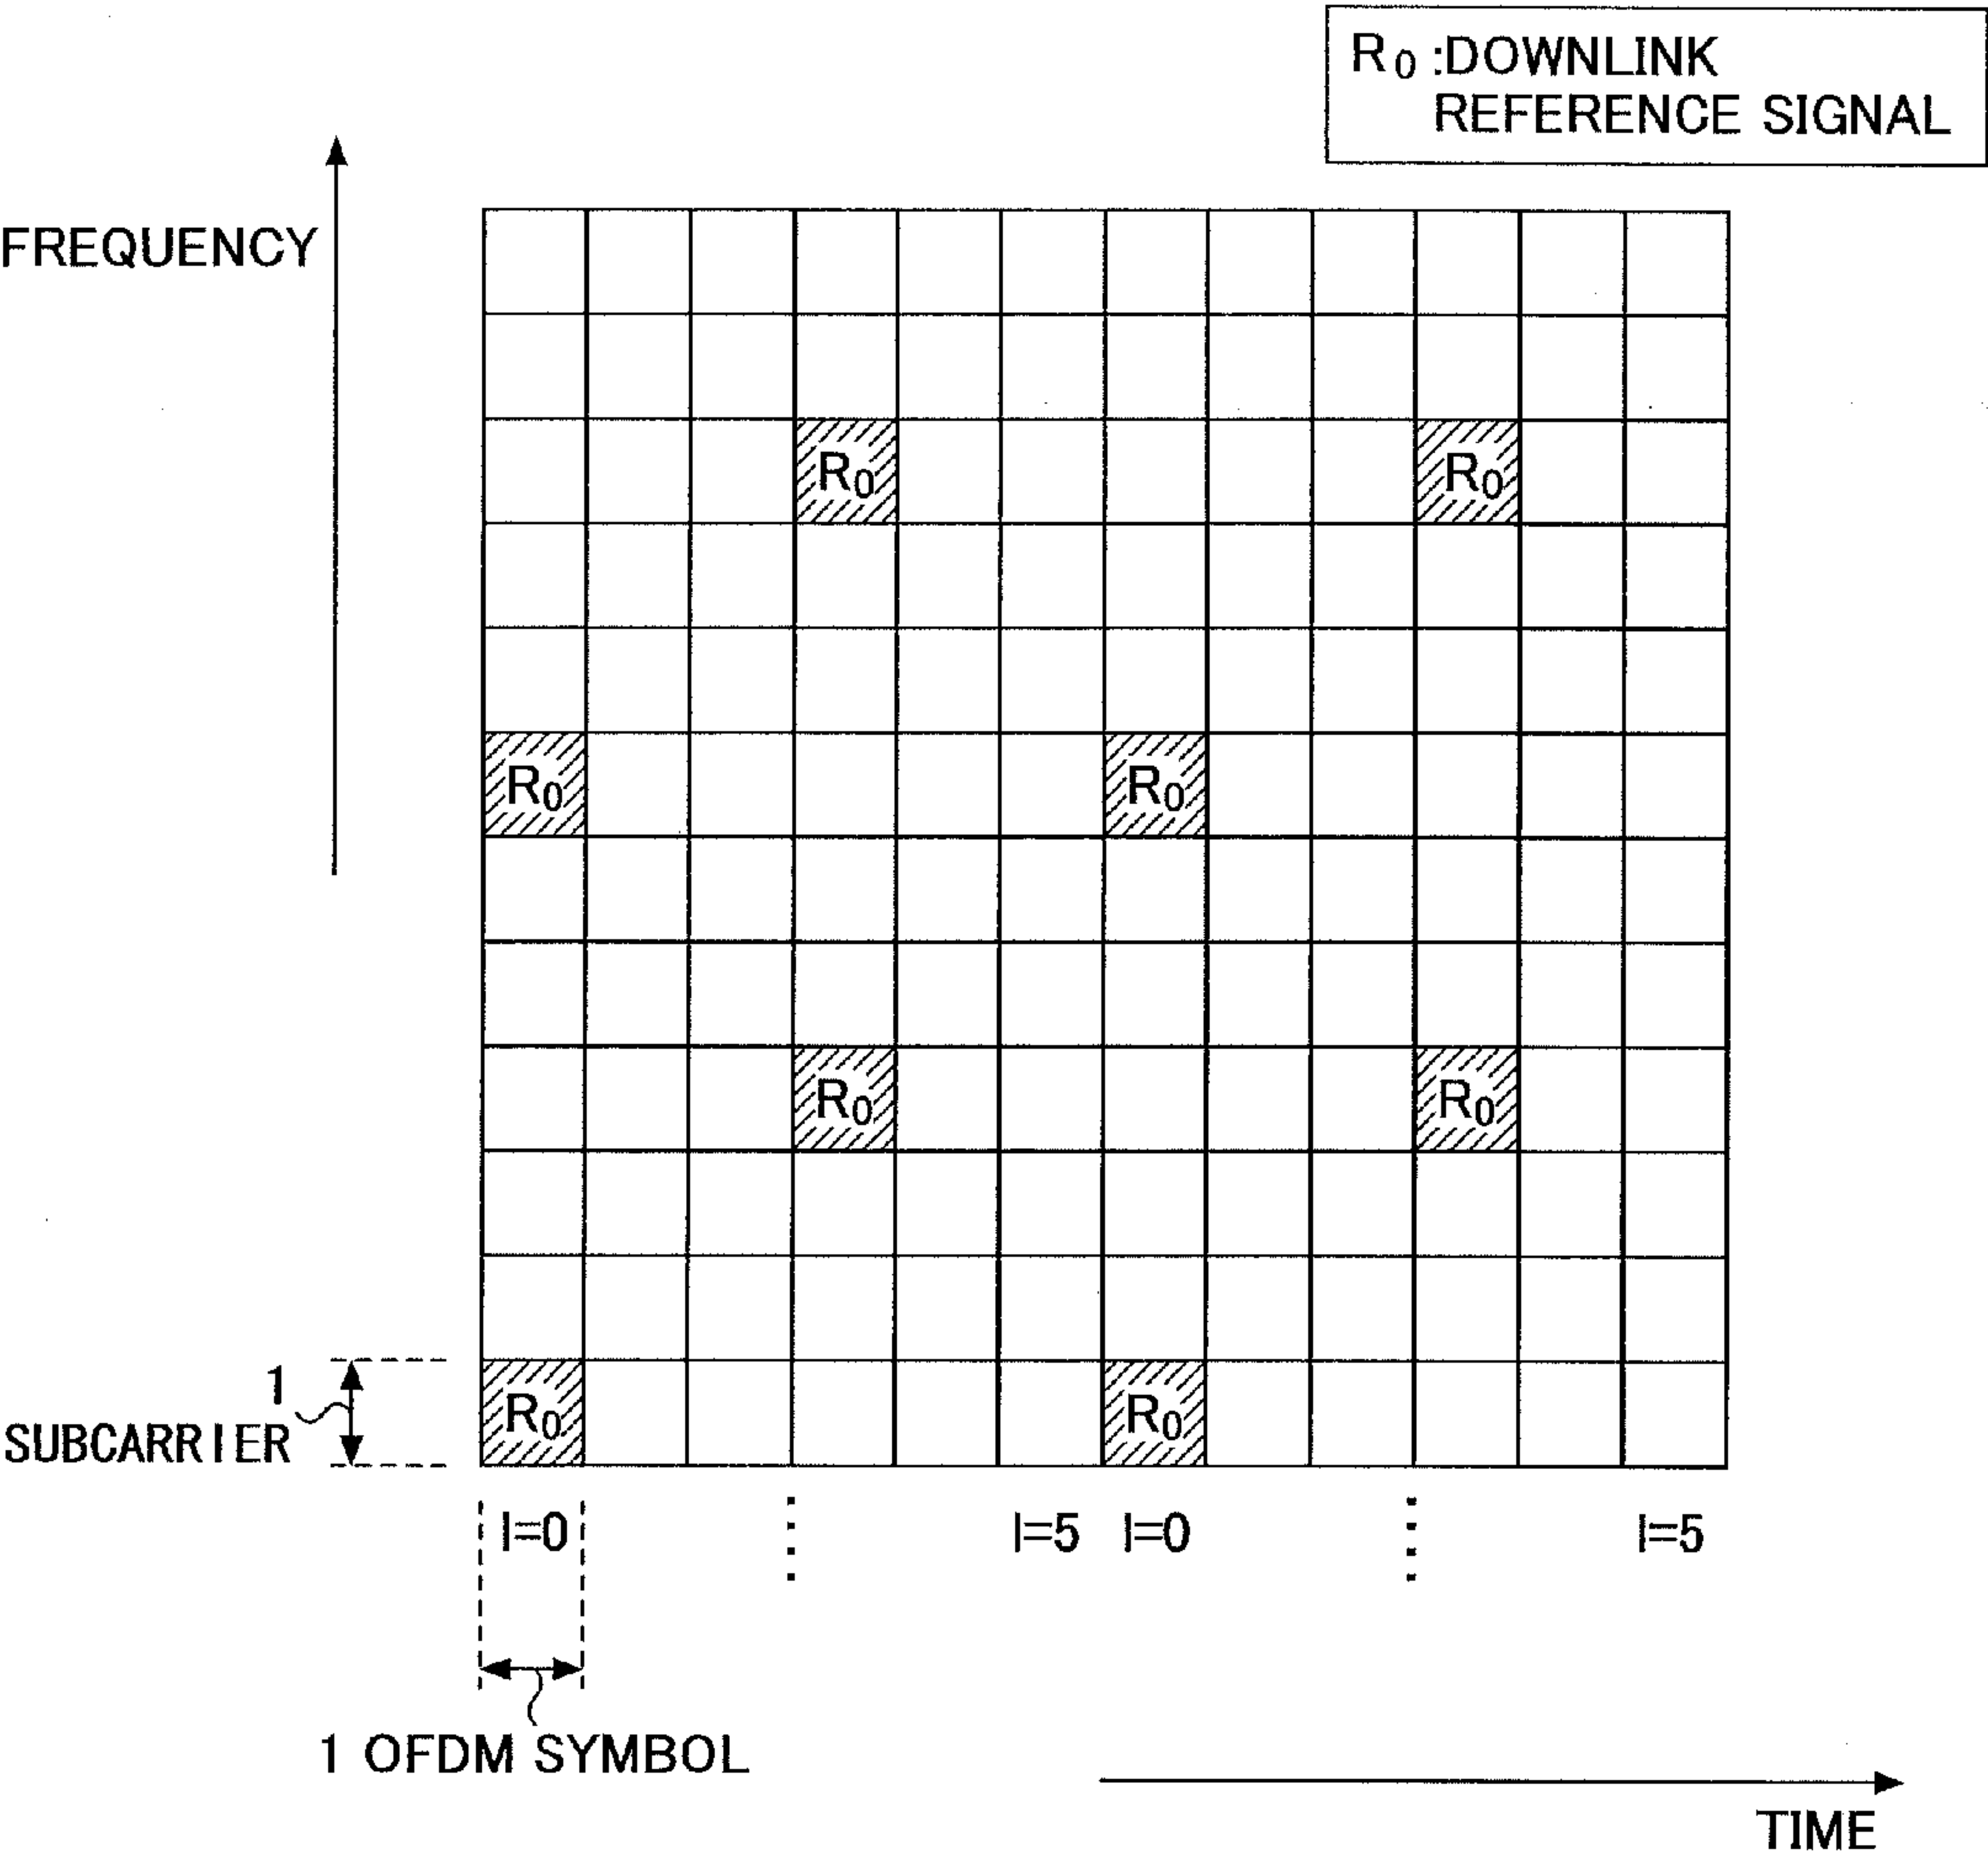 R0 :DOWNLINK
REFERENCE SIGNAL
FREQUENCY
R0 R0
R0 R0
R0 R0
1
SUBCARRIER
R0 R0
l=0 l=5 l=0 l=5
1 OFDM SYMBOL
TIME